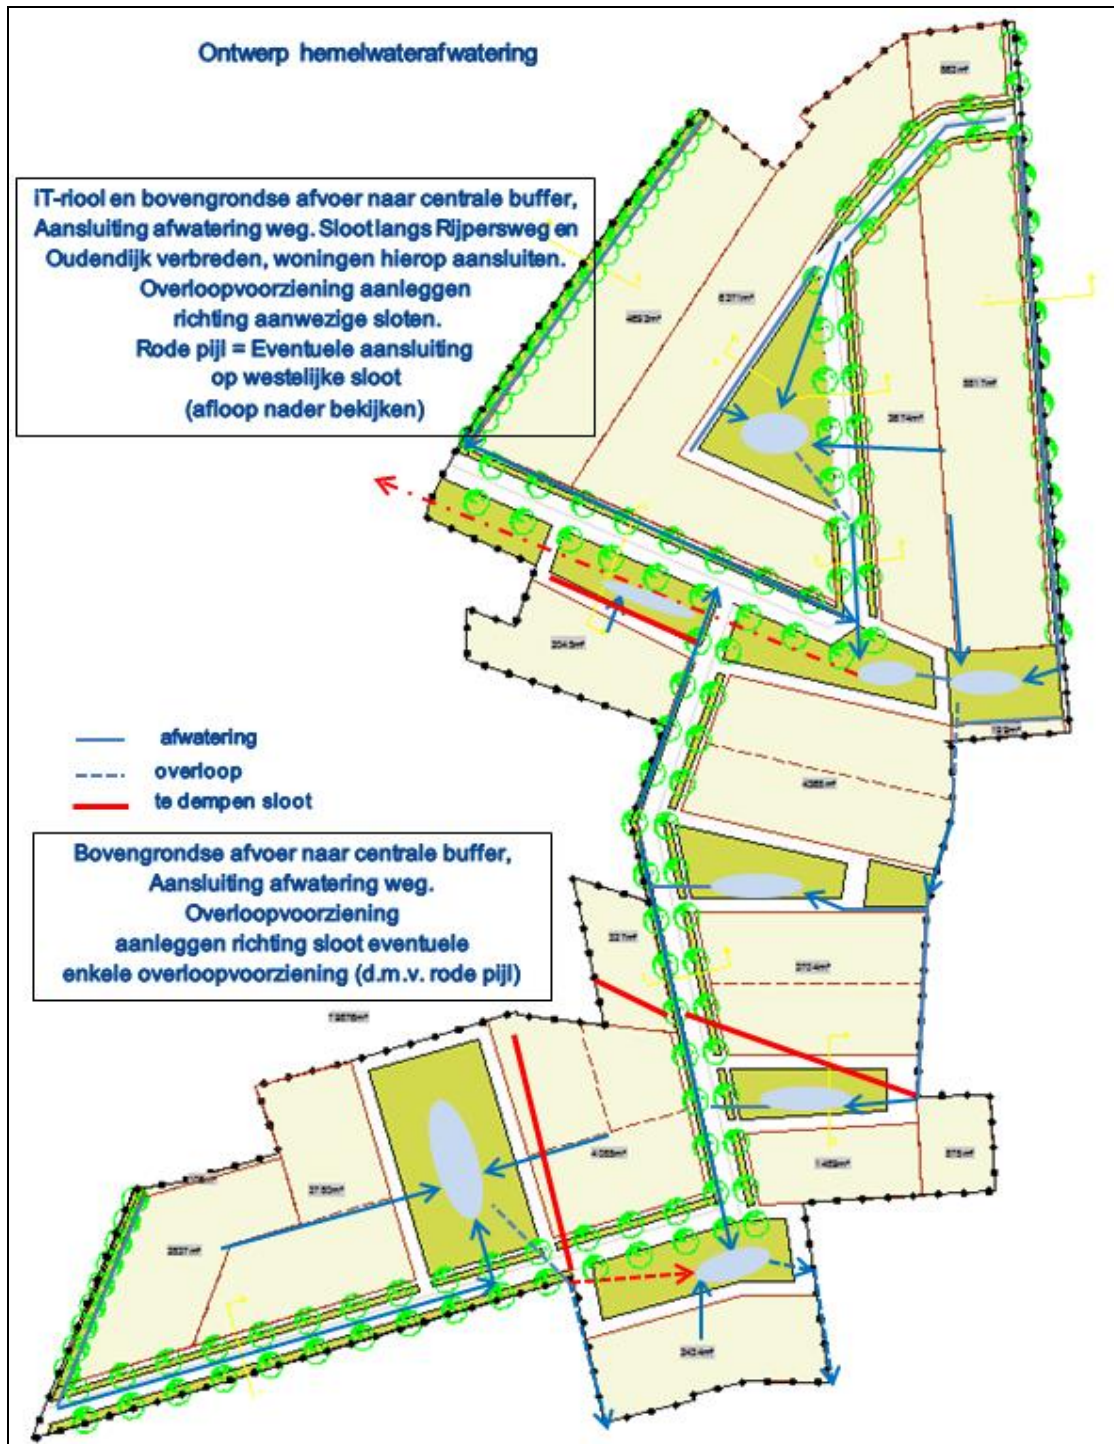 Ontwerp hemelwaterafwatering
iT-riool en bovengrondse afvoer naar centrale buffer,
Aansluiting afwatering weg. Sloot langs Rijpersweg en
Oudendijk verbreden, woningen hierop aansluiten.
Overloopvoorziening aanleggen
richting aanwezige sloten.
Rode pijl = Eventuele aansluiting
op westelijke sloot
(afloop nader bekijken)
afwatering
overloop
te dempen sloot
Bovengrondse afvoer naar centrale buffer,
Aansluiting afwatering weg.
Overloopvoorziening
aanleggen richting sloot eventuele
enkele overloopvoorziening (d.m.v. rode pijl)